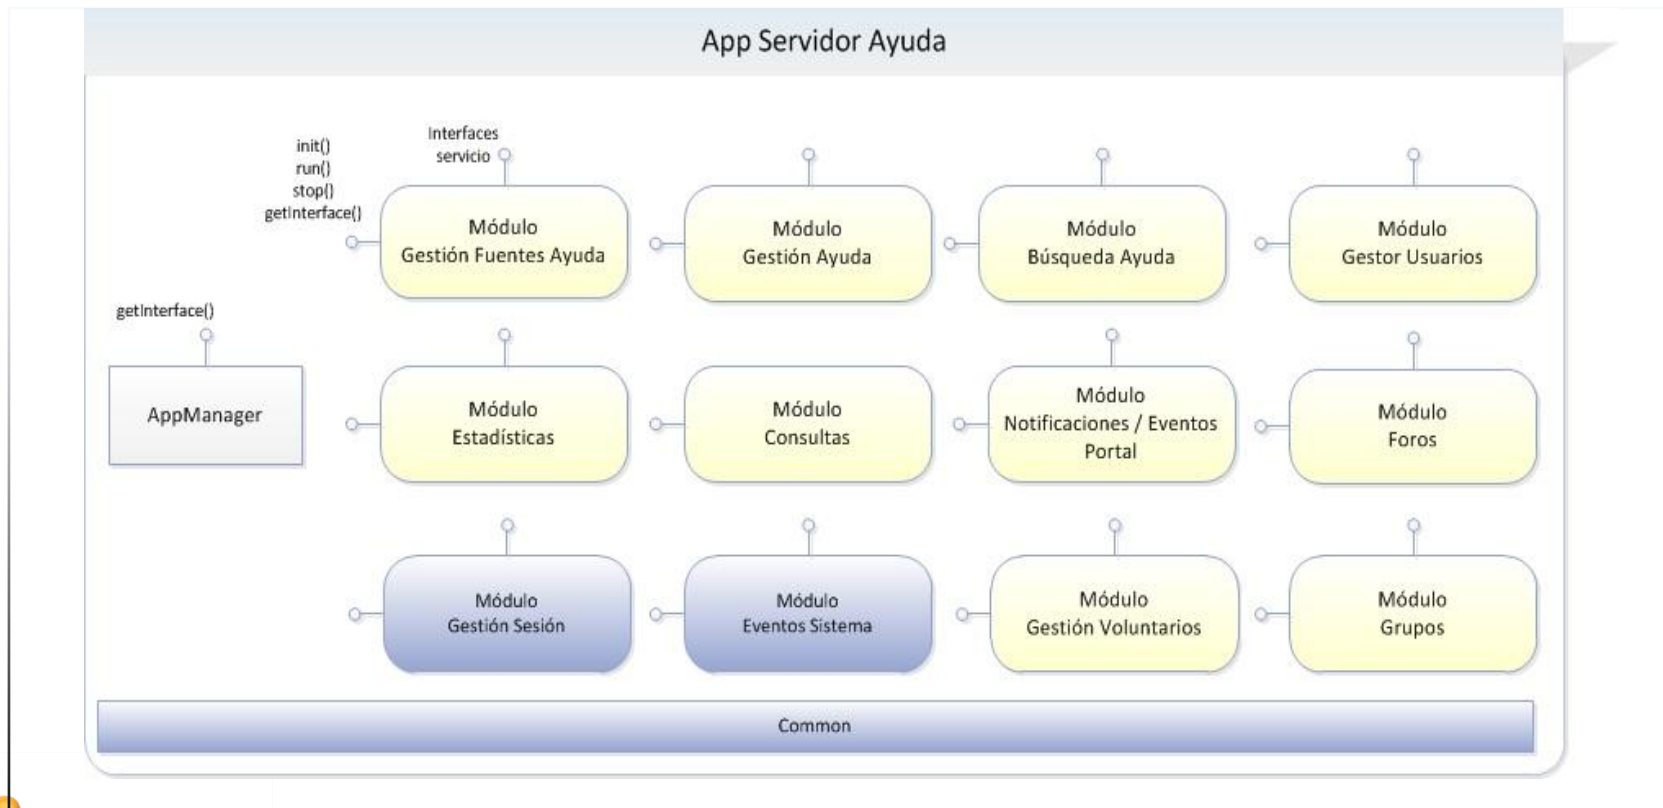 App Servidor Ayuda
init()
run()
stop()
getInterface()
Interfaces
servicio
Módulo
Gestión Fuentes Ayuda
Módulo
Gestión Ayuda
Módulo
Búsqueda Ayuda
Módulo
Gestor Usuarios
getInterface()
AppManager
Módulo
Estadísticas
Módulo
Consultas
Módulo
Notificaciones / Eventos
Portal
Módulo
Foros
Módulo
Gestión Sesión
Módulo
Eventos Sistema
Módulo
Gestión Voluntarios
Módulo
Grupos
Common